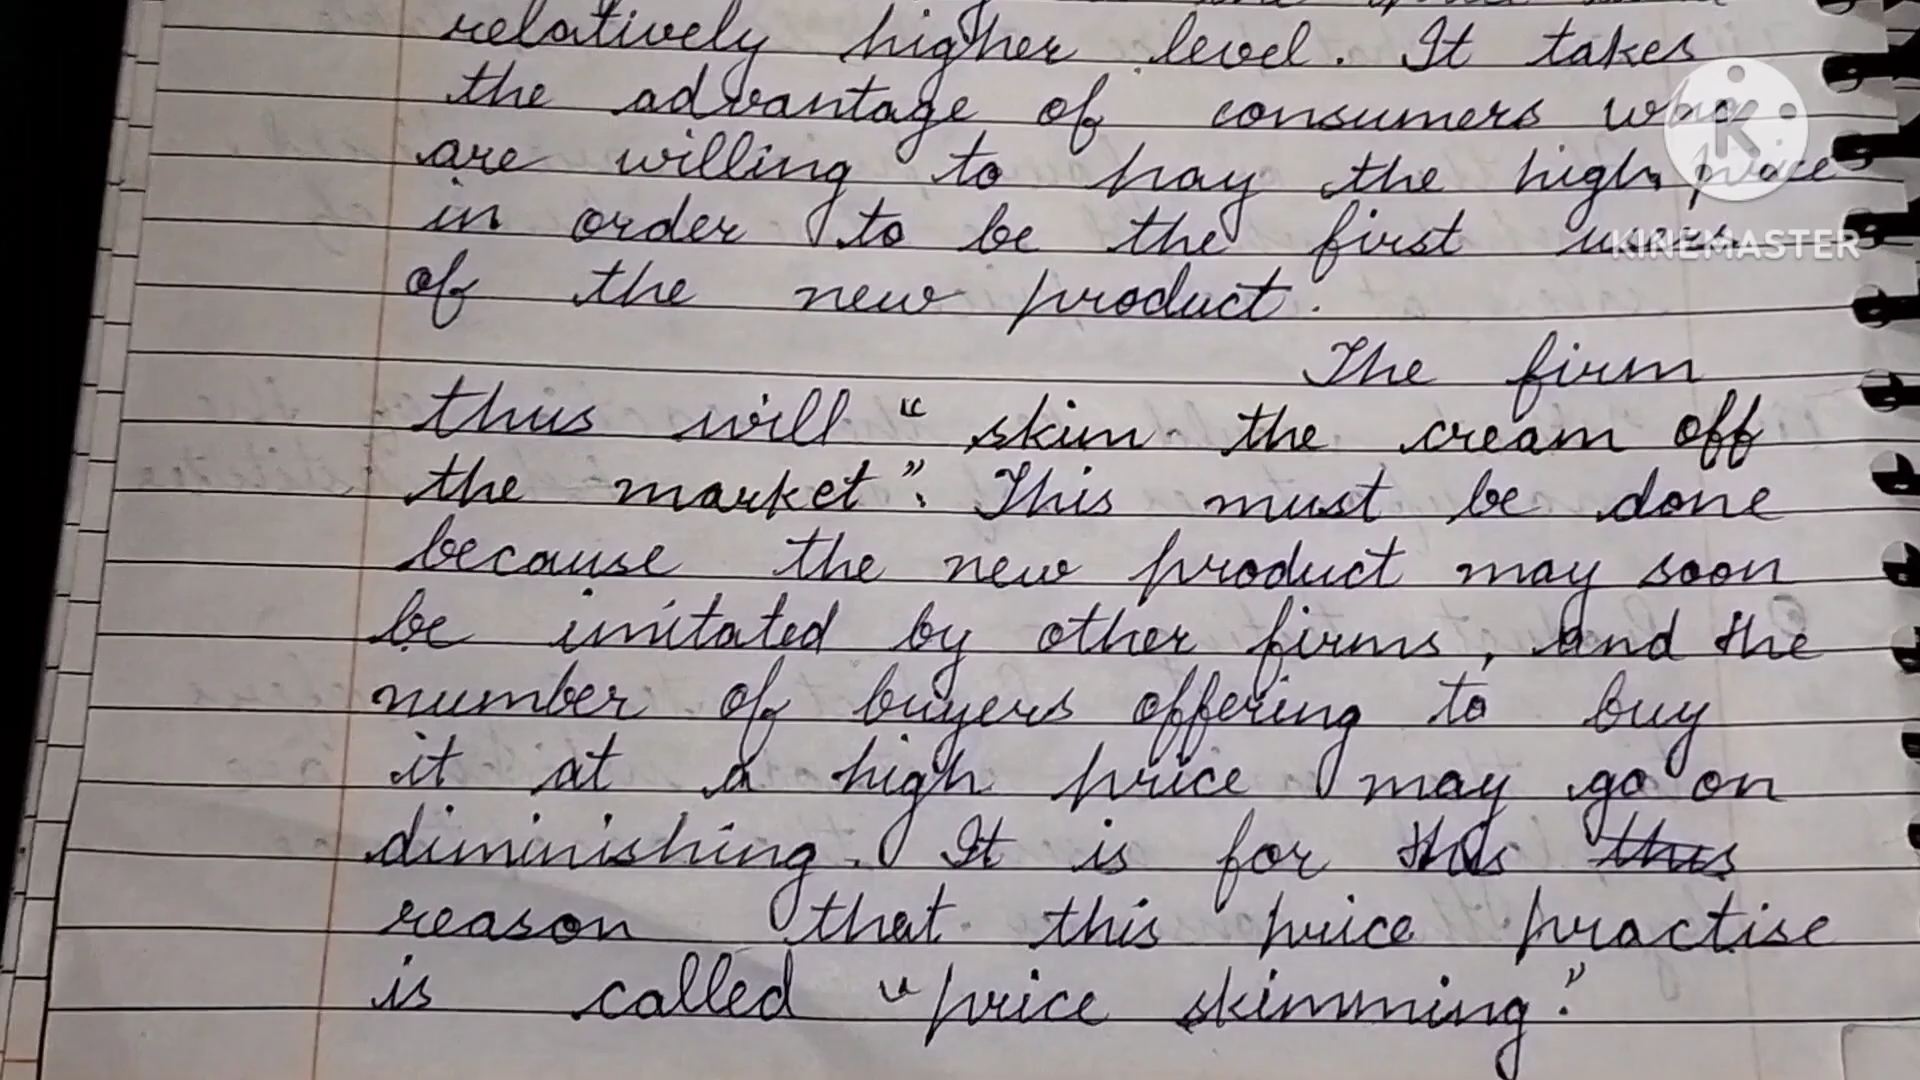 relatively higher level. It takes
the advantage of consumers who
are willing to pay the high price
in order to be the first users
of the new product.
The firm
thus will “ skim the cream off
the market”. This must be done
because the new product may soon
be imitated by other firms, and the
number of buyers offering to buy
it at a high price may go on
diminishing. It is for this this
reason that this price practise
is called “price skimming”.
K
KINEMASTER